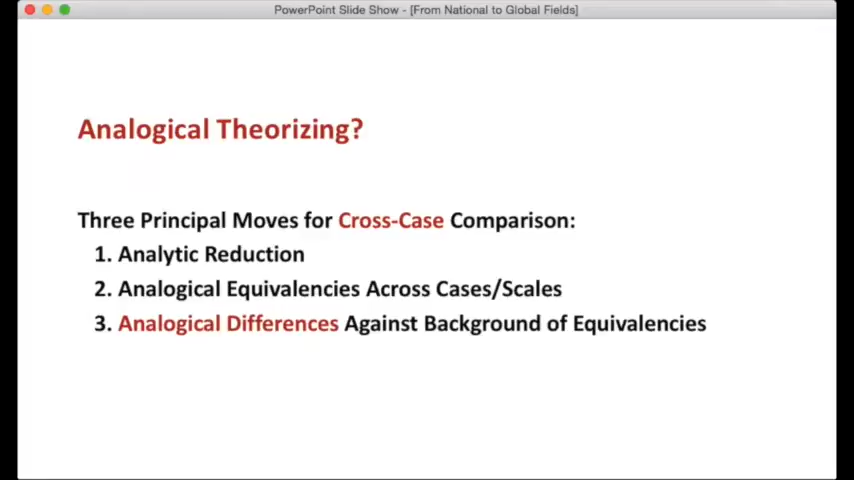 PowerPoint Slide Show - [From National to Global Fields]
Analogical Theorizing?
Three Principal Moves for Cross-Case Comparison:
1. Analytic Reduction
2. Analogical Equivalencies Across Cases/Scales
3. Analogical Differences Against Background of Equivalencies